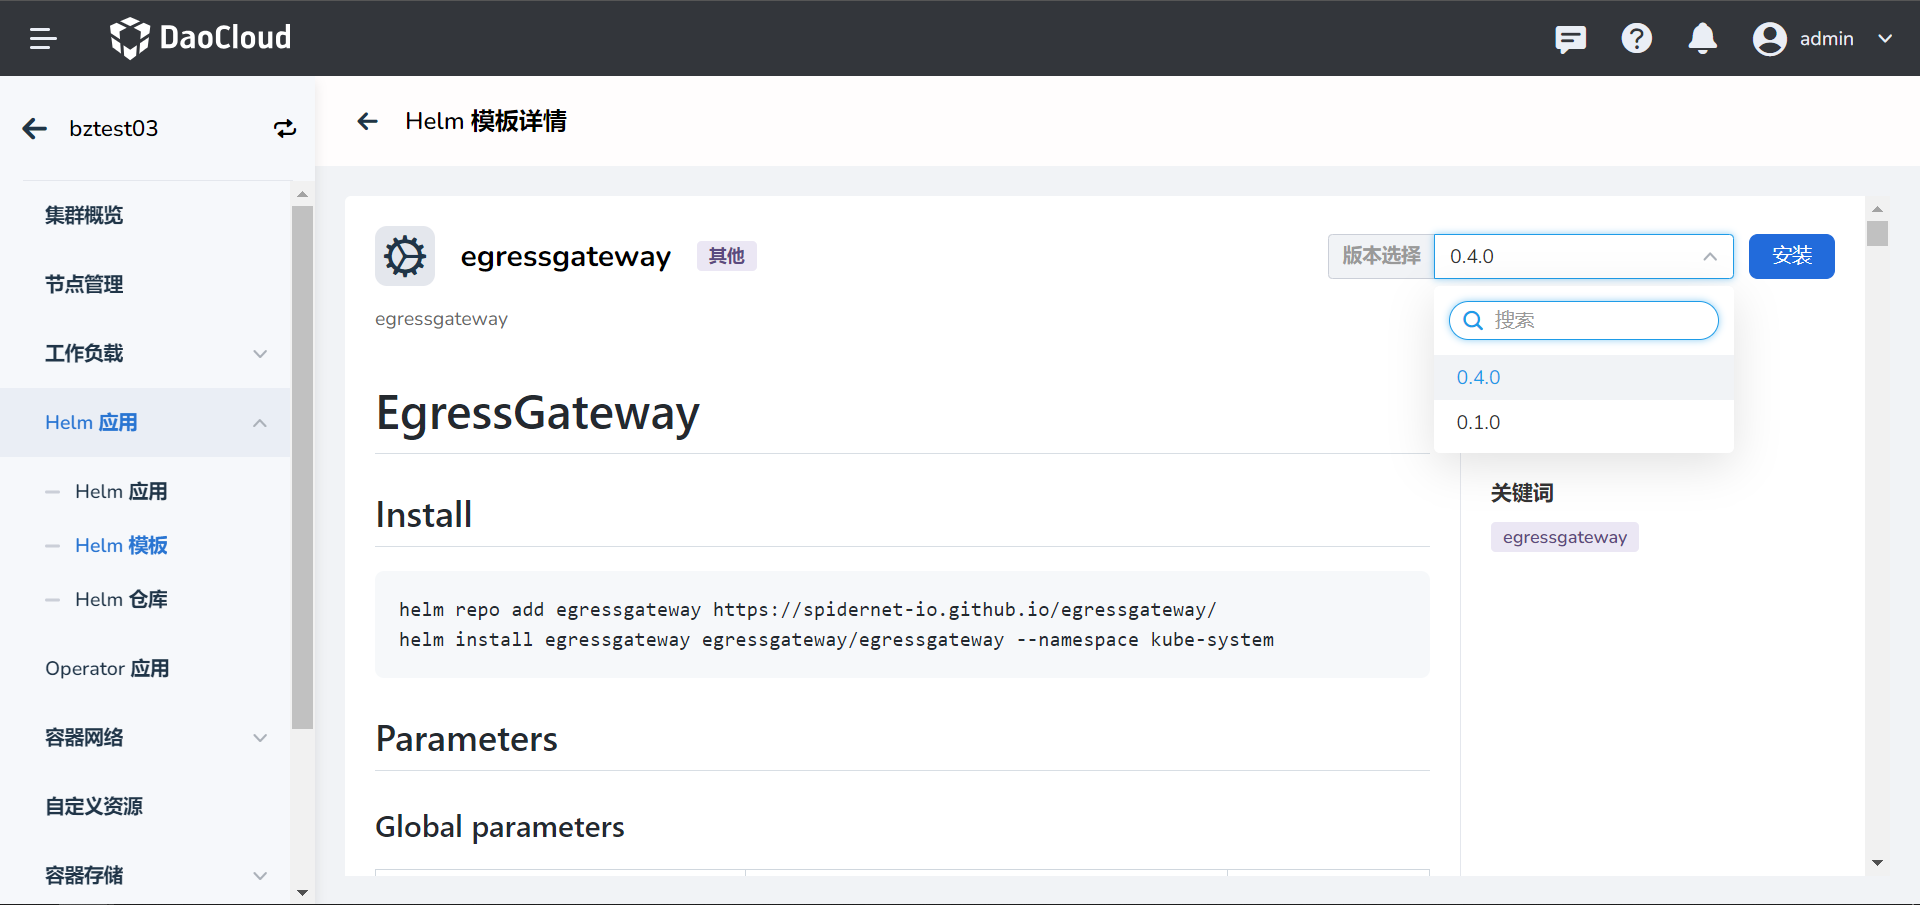 DaoCloud
admin
bztest03
Helm 模板详情
集群概览
节点管理
工作负载
Helm 应用
Helm 应用
Helm 模板
Helm 仓库
Operator 应用
容器网络
自定义资源
容器存储
egressgateway
其他
版本选择
0.4.0
安装
搜索
0.4.0
0.1.0
egressgateway
EgressGateway
Install
helm repo add egressgateway https://spidernet-io.github.io/egressgateway/
helm install egressgateway egressgateway/egressgateway --namespace kube-system
Parameters
Global parameters
关键词
egressgateway